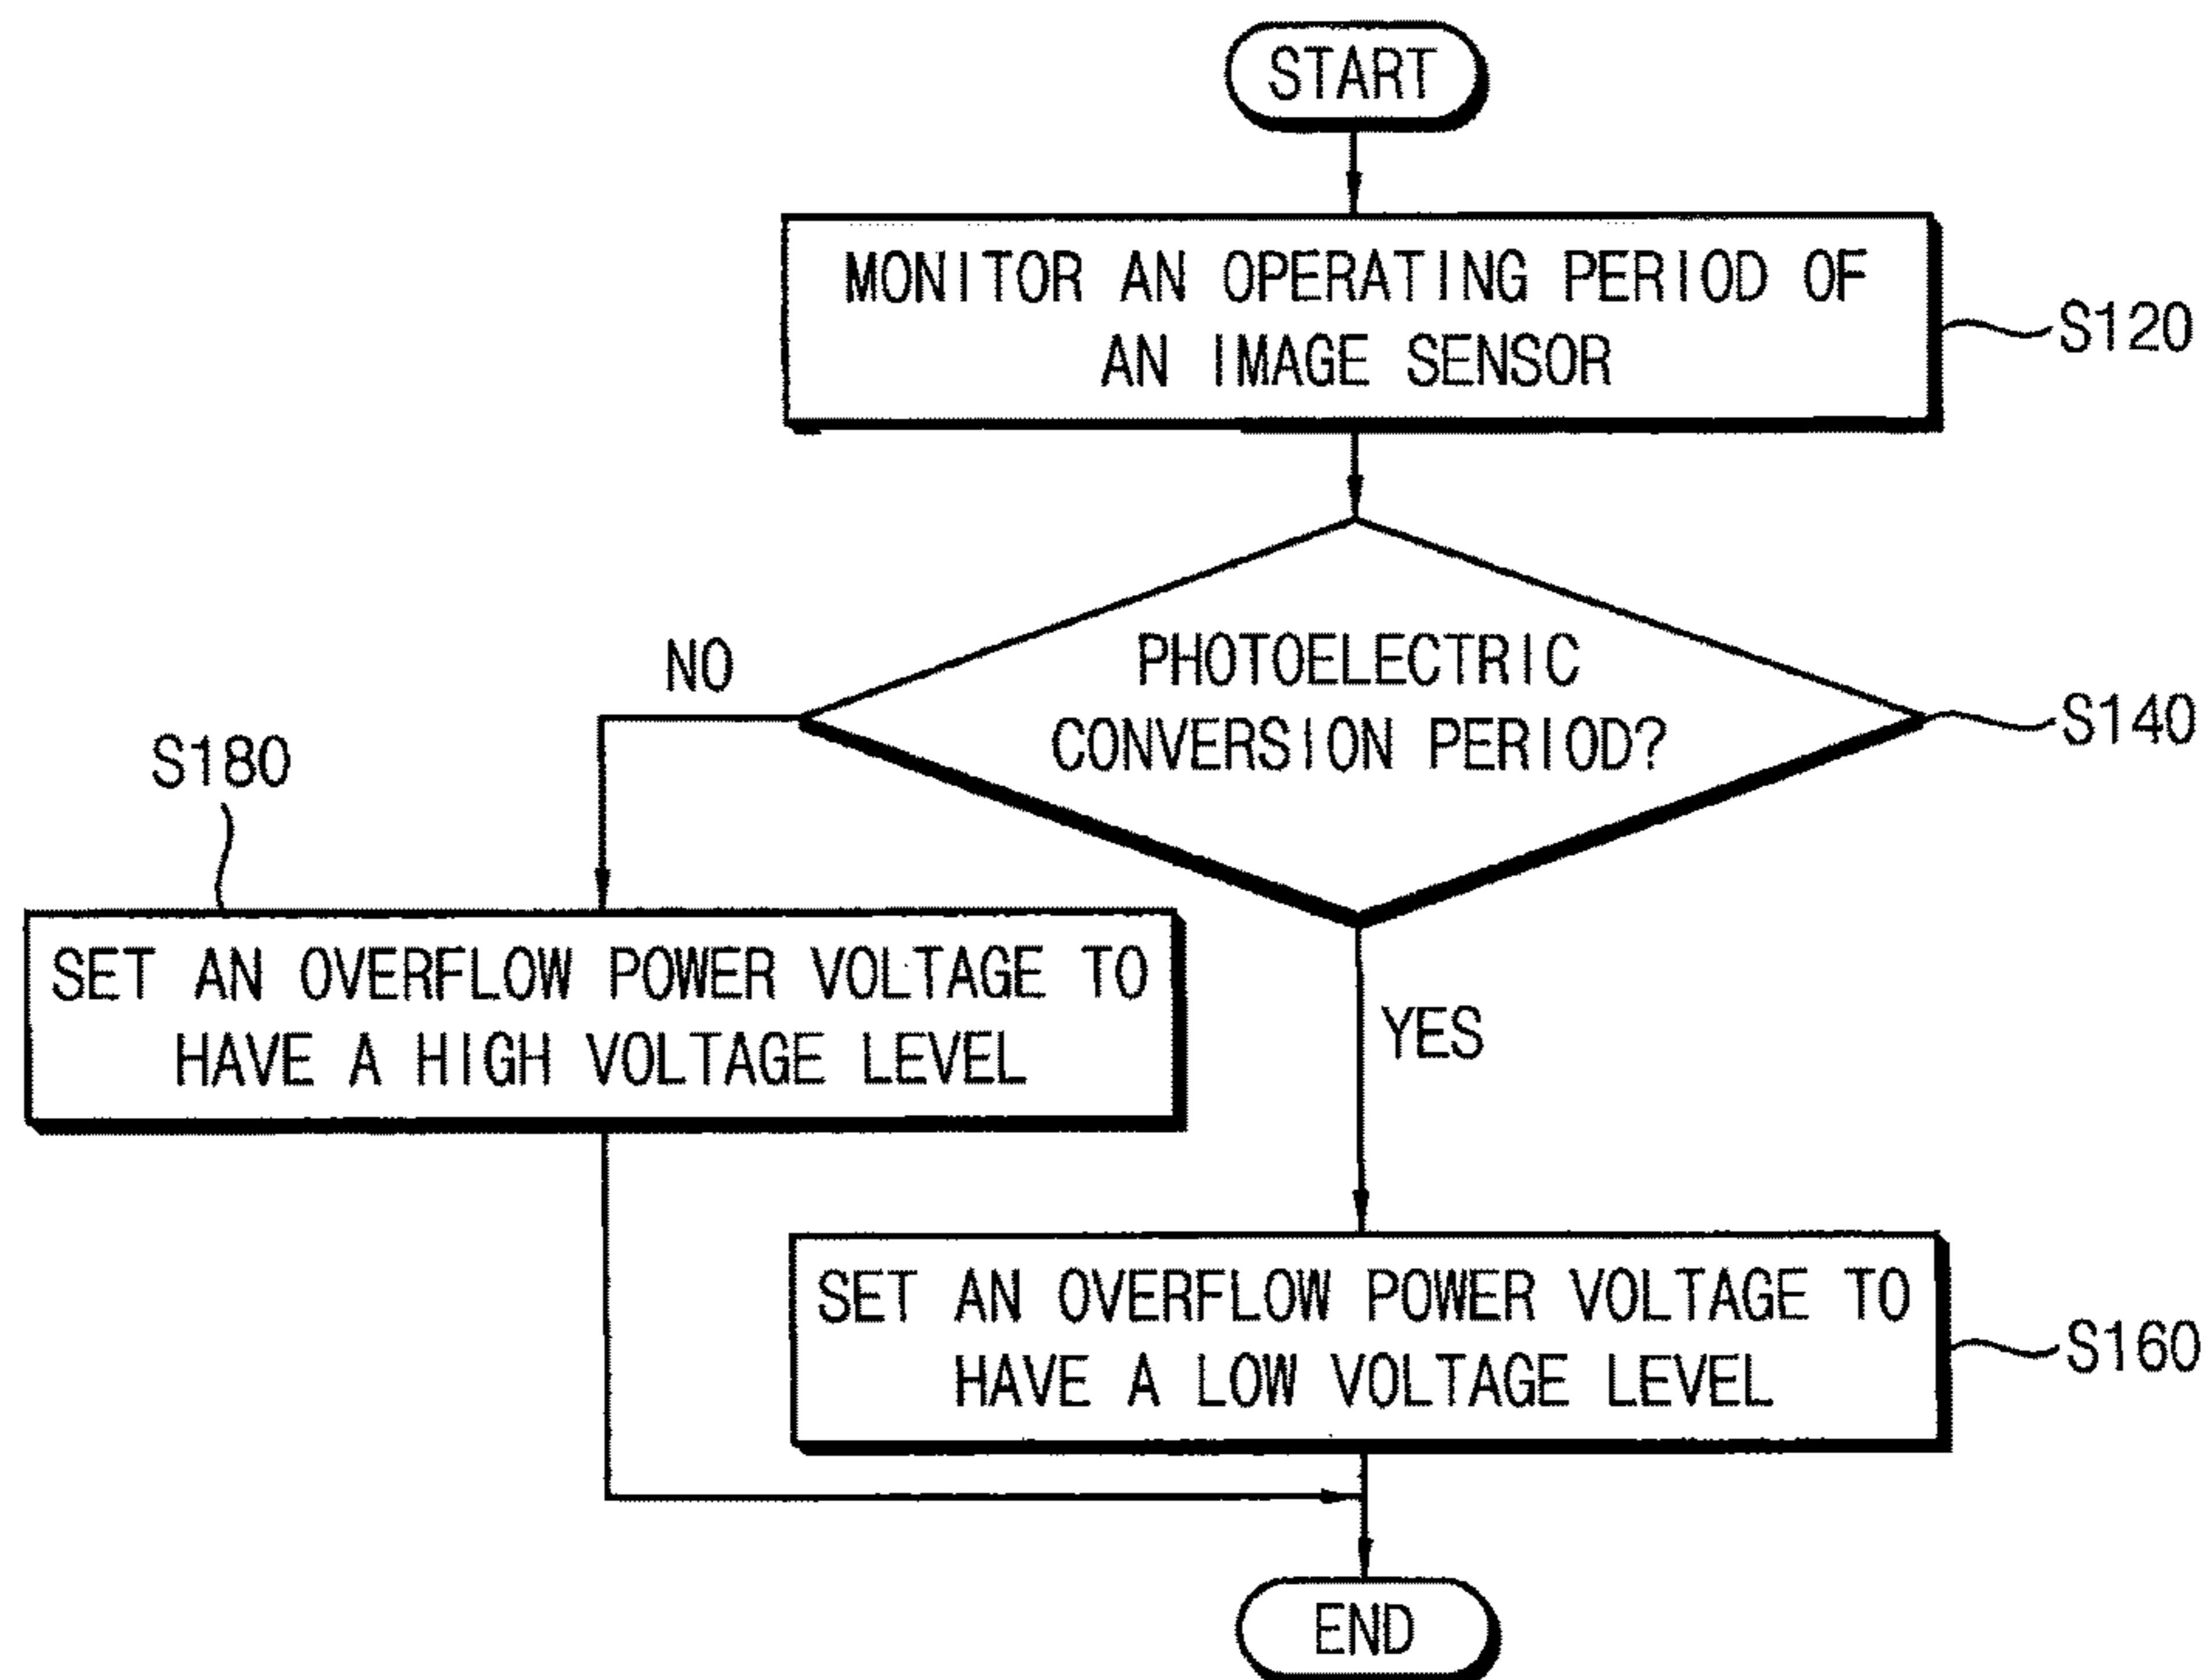 START
MONITOR AN OPERATING PERIOD OF
AN IMAGE SENSOR
S120
PHOTOELECTRIC
CONVERSION PERIOD?
S140
NO
S180
SET AN OVERFLOW POWER VOLTAGE TO
HAVE A HIGH VOLTAGE LEVEL
YES
SET AN OVERFLOW POWER VOLTAGE TO
HAVE A LOW VOLTAGE LEVEL
S160
END